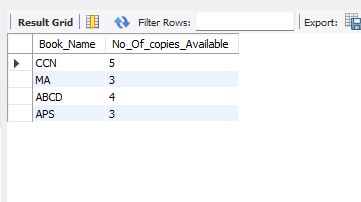 Result Grid Filter Rows: Export:
Book_Name No_Of_copies_Available
CCN 5
MA 3
ABCD 4
APS 3